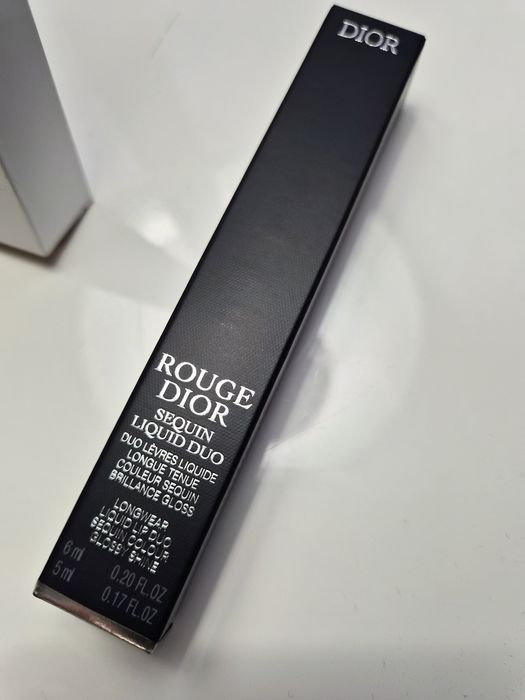 DIOR
ROUGE
DIOR
SEQUIN
LIQUID DUO
DUO LÈVRES LIQUIDE
LONGUE TENUE
COULEUR SEQUIN
BRILLANCE GLOSS
LONGWEAR
LIQUID LIP DUO
SEQUIN COLOUR
GLOSSY SHINE
6 ml 0.20 FL.OZ
5 ml 0.17 FL.OZ